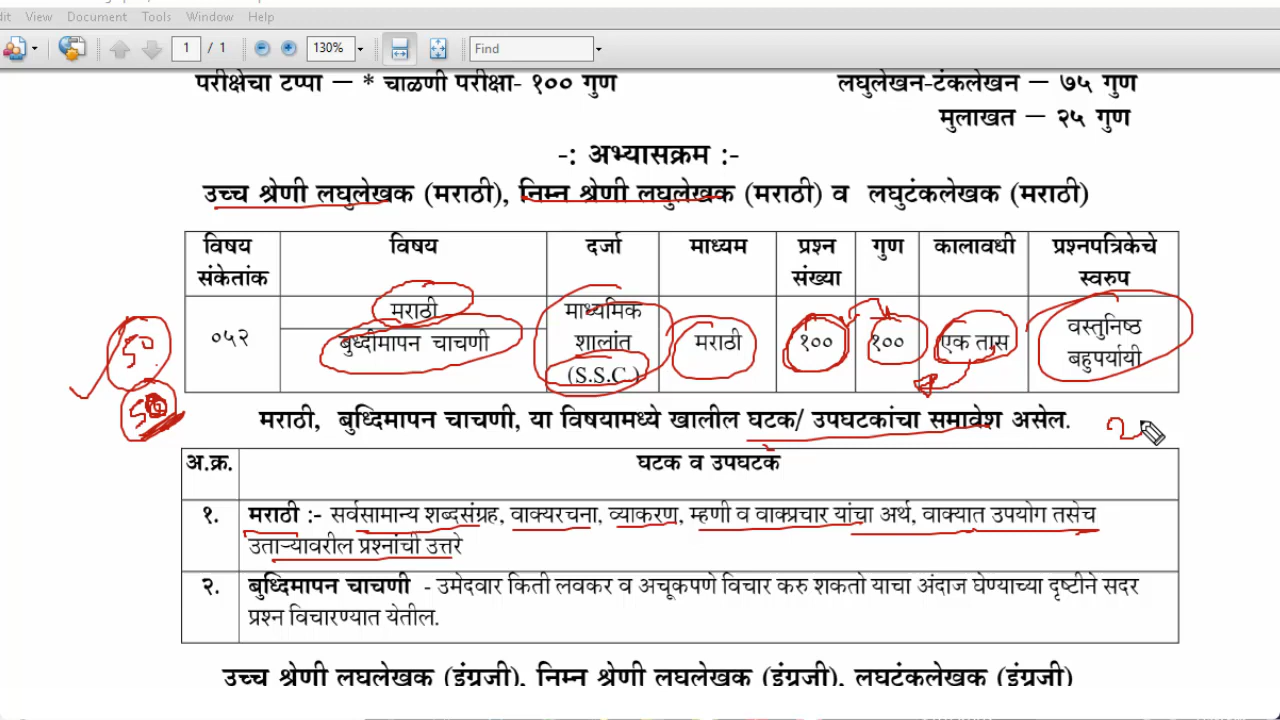 View Document Tools Window Help
1 / 1 130% Find
परीक्षेचा टप्पा – * चाळणी परीक्षा- १०० गुण लघुलेखन-टंकलेखन – ७५ गुण
मुलाखत – २५ गुण
-: अभ्यासक्रम :-
उच्च श्रेणी लघुलेखक (मराठी), निम्न श्रेणी लघुलेखक (मराठी) व लघुटंकलेखक (मराठी)
विषय संकेतांक विषय दर्जा माध्यम प्रश्न संख्या गुण कालावधी प्रश्नपत्रिकेचे स्वरुप
०५२ मराठी माध्यमिक शालांत (S.S.C.) मराठी १०० १०० एक तास वस्तुनिष्ठ बहुपर्यायी
बुध्दीमापन चाचणी
50
50
मराठी, बुध्दिमापन चाचणी, या विषयामध्ये खालील घटक/ उपघटकांचा समावेश असेल.
2
अ.क्र. घटक व उपघटक
१. मराठी :- सर्वसामान्य शब्दसंग्रह, वाक्यरचना, व्याकरण, म्हणी व वाक्प्रचार यांचा अर्थ, वाक्यात उपयोग तसेच
उताऱ्यावरील प्रश्नांची उत्तरे
२. बुध्दिमापन चाचणी - उमेदवार किती लवकर व अचूकपणे विचार करु शकतो याचा अंदाज घेण्याच्या दृष्टीने सदर
प्रश्न विचारण्यात येतील.
उच्च श्रेणी लघुलेखक (इंग्रजी), निम्न श्रेणी लघुलेखक (इंग्रजी), लघुटंकलेखक (इंग्रजी)